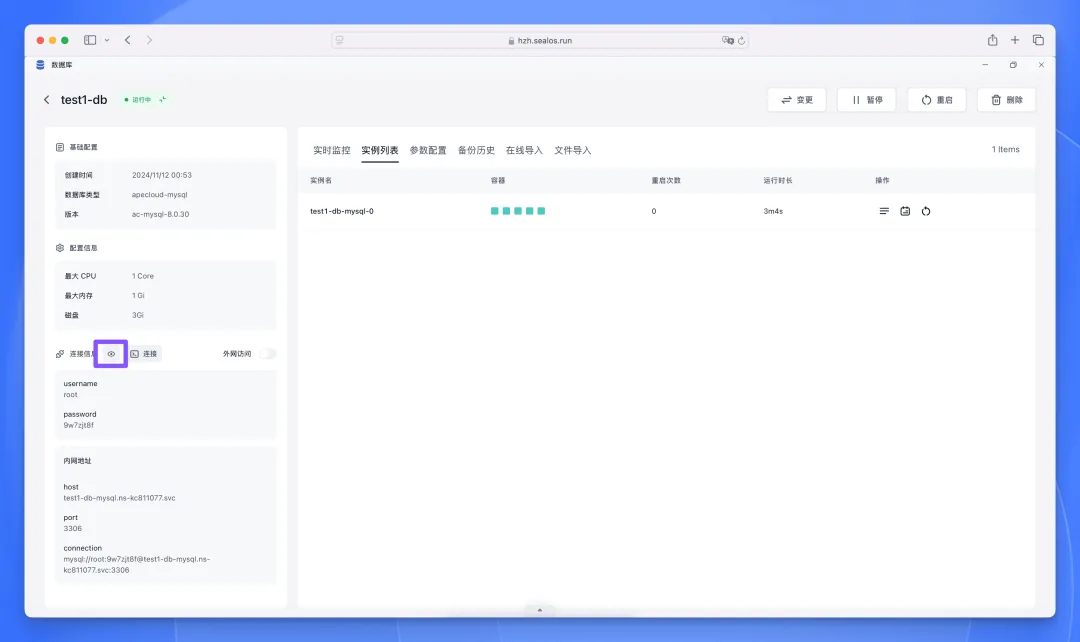 hzh.sealos.run
数据库
test1-db
运行中
变更
暂停
重启
删除
基础配置
创建时间 2024/11/12 00:53
数据库类型 apecloud-mysql
版本 ac-mysql-8.0.30
配置信息
最大 CPU 1 Core
最大内存 1 Gi
磁盘 3Gi
连接信息
连接
外网访问
username
root
password
9w7zjt8f
内网地址
host
test1-db-mysql.ns-kc811077.svc
port
3306
connection
mysql://root:9w7zjt8f@test1-db-mysql.ns-
kc811077.svc:3306
实时监控 实例列表 参数配置 备份历史 在线导入 文件导入 1 Items
实例名 容器 重启次数 运行时长 操作
test1-db-mysql-0 0 3m4s